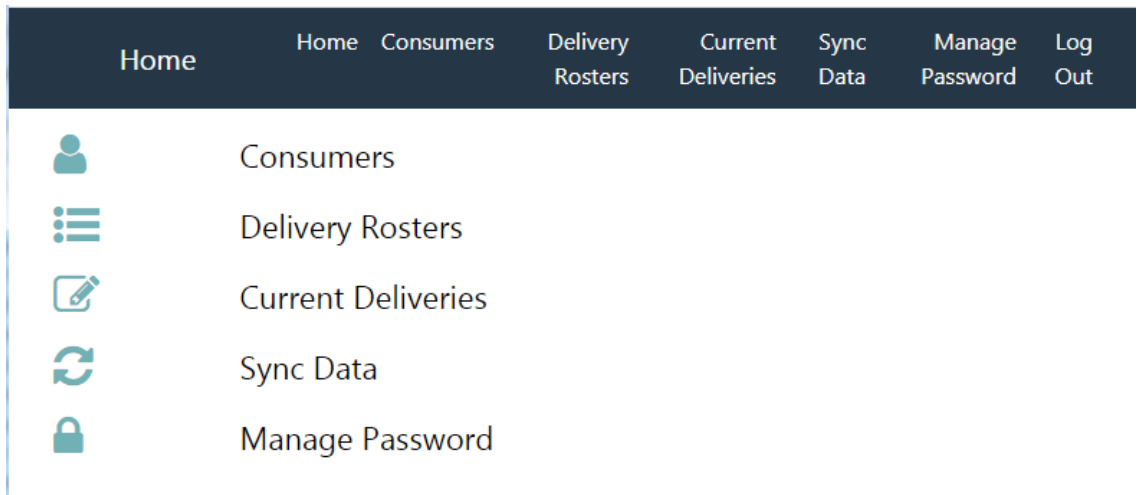 Home
Home Consumers Delivery Rosters Current Deliveries Sync Data Manage Password Log Out
Consumers
Delivery Rosters
Current Deliveries
Sync Data
Manage Password